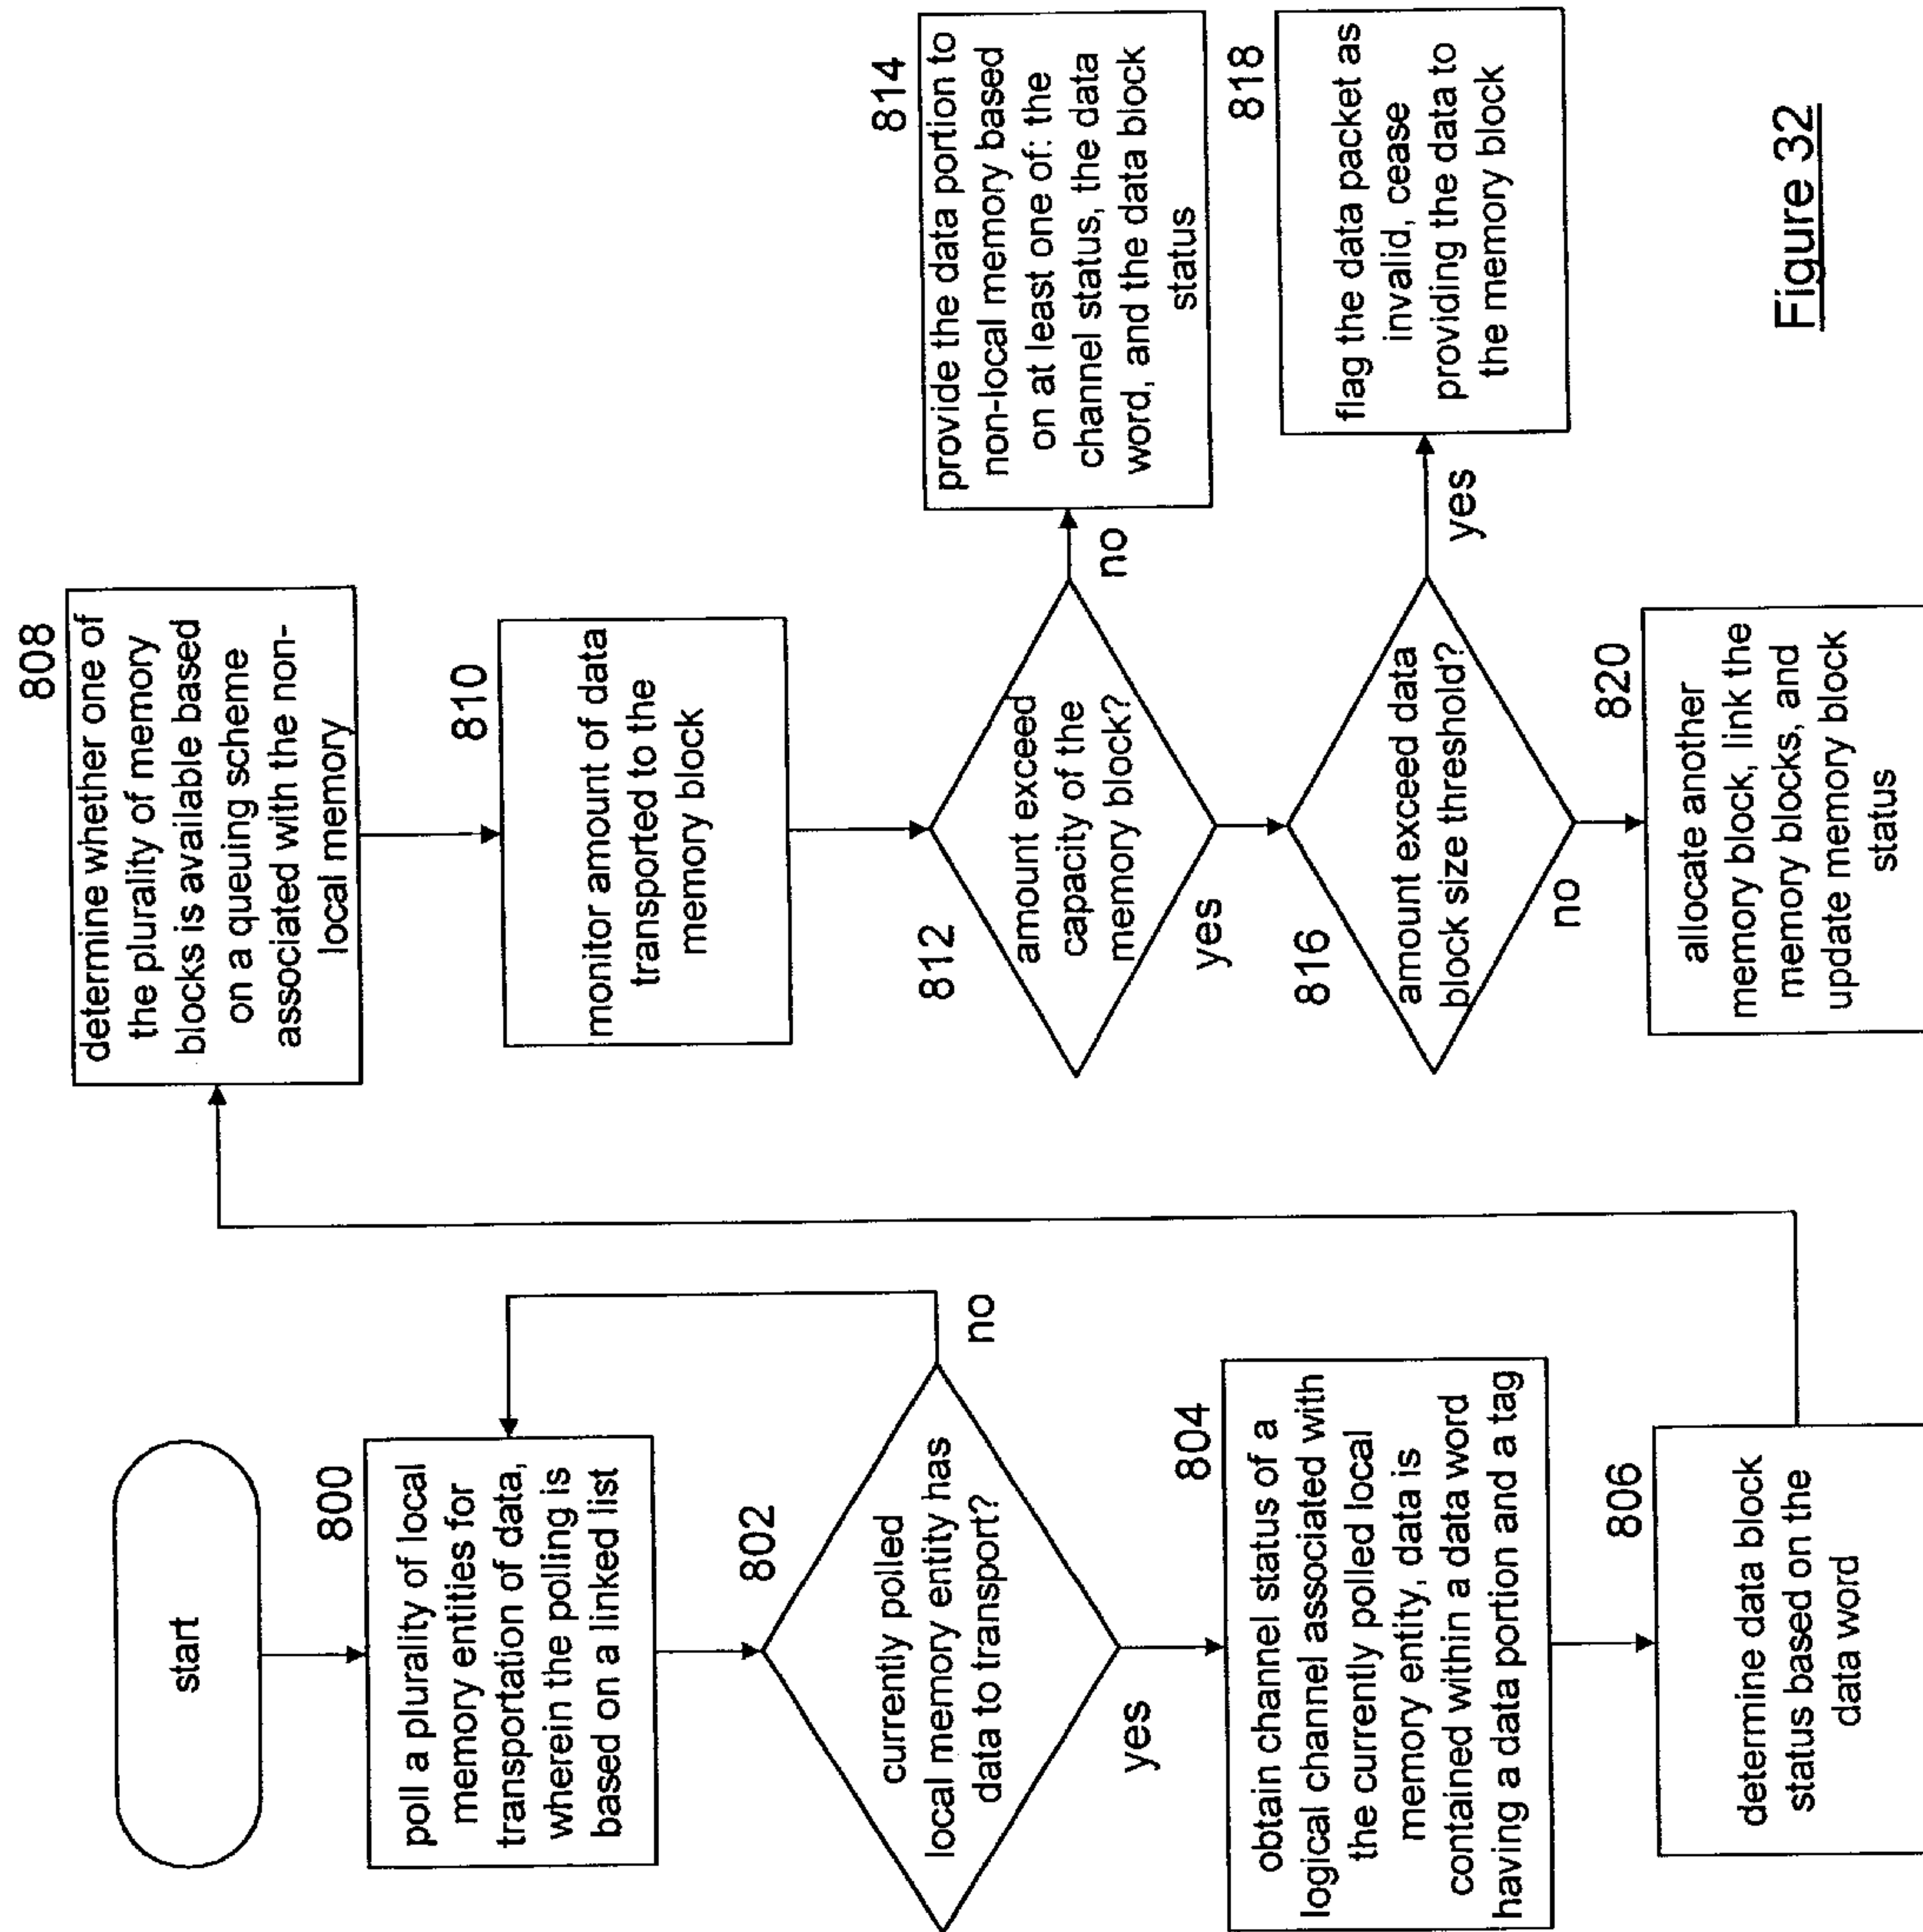 start
800
poll a plurality of local
memory entities for
transportation of data,
wherein the polling is
based on a linked list
802
currently polled
local memory entity has
data to transport?
no
yes
804
obtain channel status of a
logical channel associated with
the currently polled local
memory entity, data is
contained within a data word
having a data portion and a tag
806
determine data block
status based on the
data word
808
determine whether one of
the plurality of memory
blocks is available based
on a queuing scheme
associated with the non-
local memory
810
monitor amount of data
transported to the
memory block
812
amount exceed
capacity of the
memory block?
no
yes
814
provide the data portion to
non-local memory based
on at least one of: the
channel status, the data
word, and the data block
status
816
amount exceed data
block size threshold?
yes
no
818
flag the data packet as
invalid, cease
providing the data to
the memory block
820
allocate another
memory block, link the
memory blocks, and
update memory block
status
Figure 32